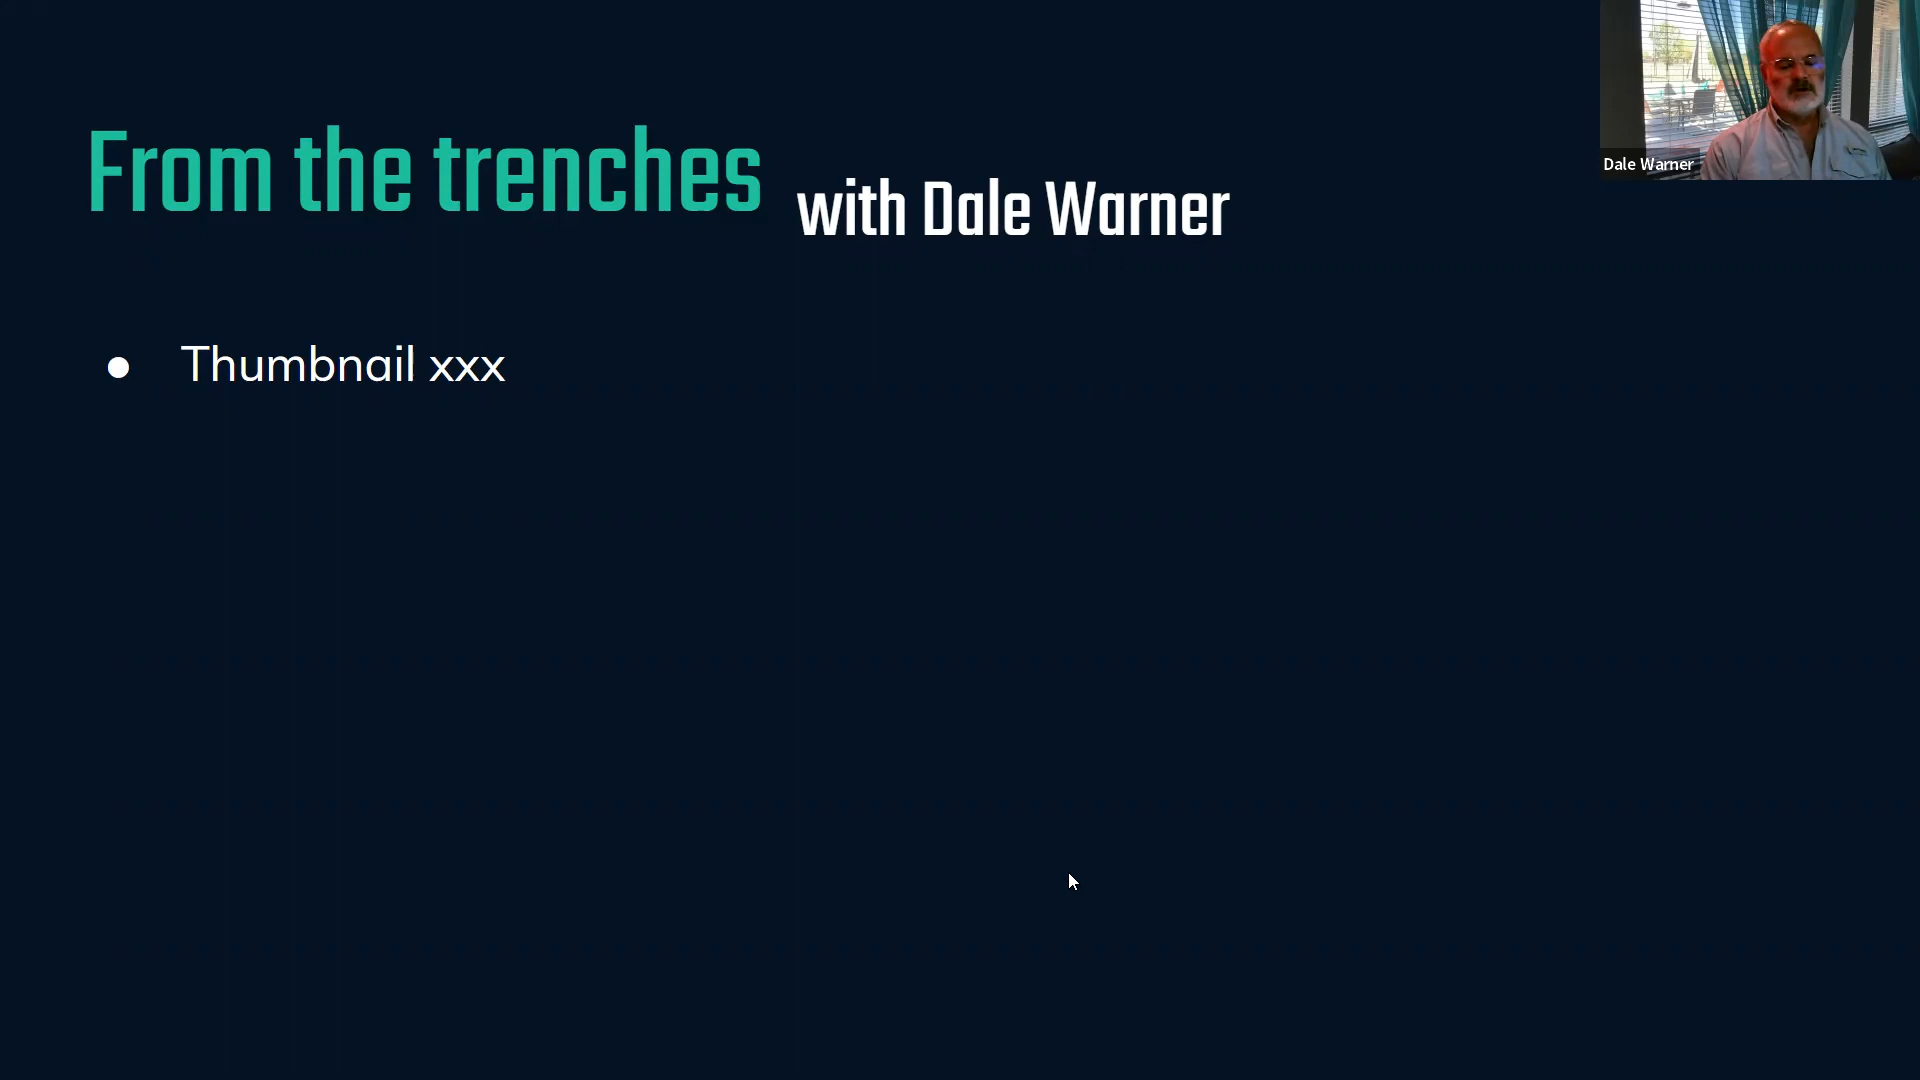 From the trenches with Dale Warner
● Thumbnail xxx
Dale Warner